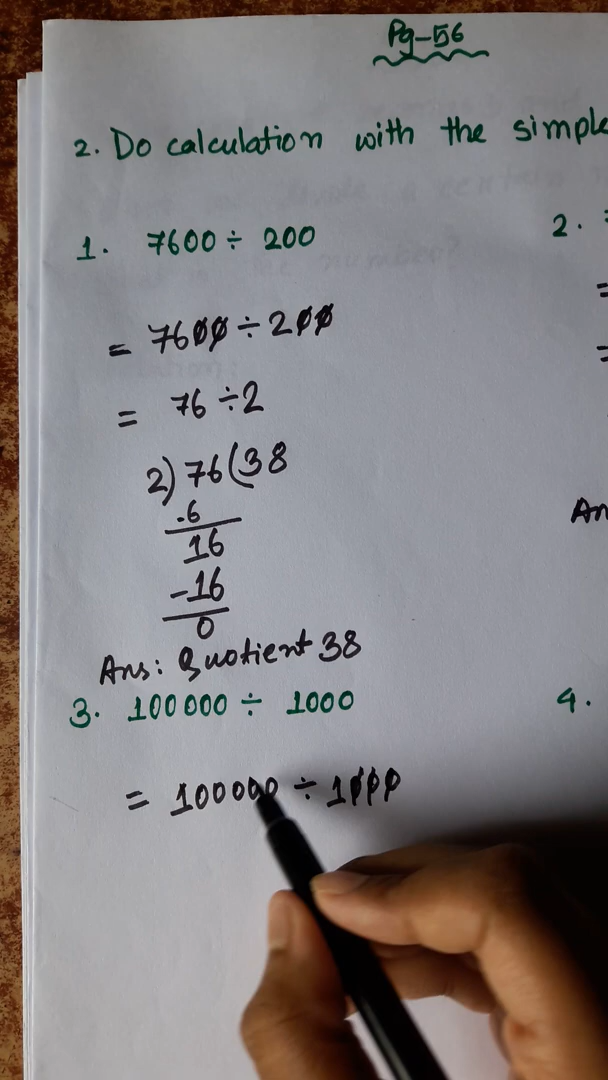 Pg-56
2. Do calculation with the simple
1. 7600 ÷ 200
2.
= 7600 ÷ 200
=
= 76 ÷ 2
=
2) 76 ( 38
- 6
16
-16
0
An
Ans: Quotient 38
3. 100000 ÷ 1000
4.
= 100000 ÷ 1000